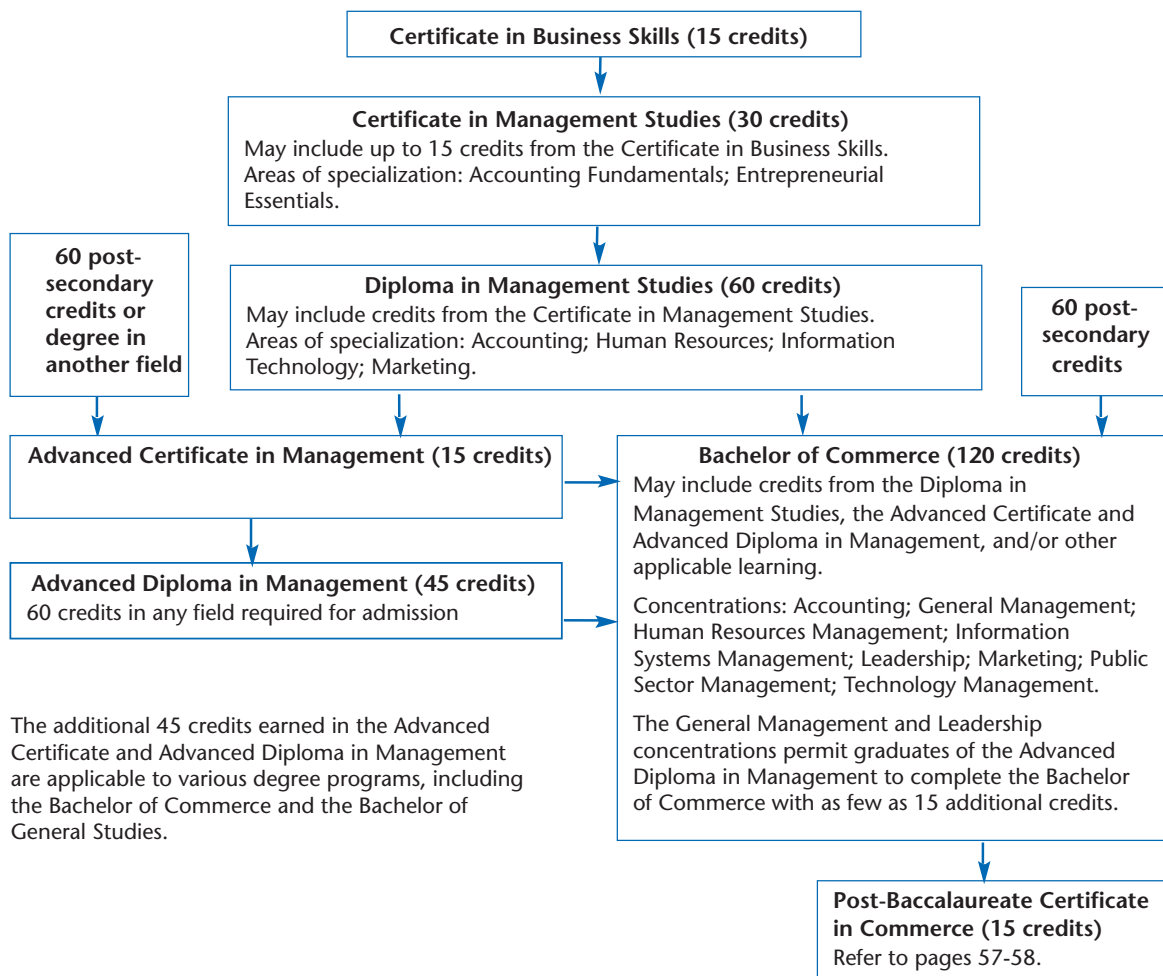 Certificate in Business Skills (15 credits)
Certificate in Management Studies (30 credits)
May include up to 15 credits from the Certificate in Business Skills.
Areas of specialization: Accounting Fundamentals; Entrepreneurial
Essentials.
60 post-
secondary
credits or
degree in
another field
Diploma in Management Studies (60 credits)
May include credits from the Certificate in Management Studies.
Areas of specialization: Accounting; Human Resources; Information
Technology; Marketing.
60 post-
secondary
credits
Advanced Certificate in Management (15 credits)
Advanced Diploma in Management (45 credits)
60 credits in any field required for admission
The additional 45 credits earned in the Advanced
Certificate and Advanced Diploma in Management
are applicable to various degree programs, including
the Bachelor of Commerce and the Bachelor of
General Studies.
Bachelor of Commerce (120 credits)
May include credits from the Diploma in
Management Studies, the Advanced Certificate and
Advanced Diploma in Management, and/or other
applicable learning.
Concentrations: Accounting; General Management;
Human Resources Management; Information
Systems Management; Leadership; Marketing; Public
Sector Management; Technology Management.
The General Management and Leadership
concentrations permit graduates of the Advanced
Diploma in Management to complete the Bachelor
of Commerce with as few as 15 additional credits.
Post-Baccalaureate Certificate
in Commerce (15 credits)
Refer to pages 57-58.